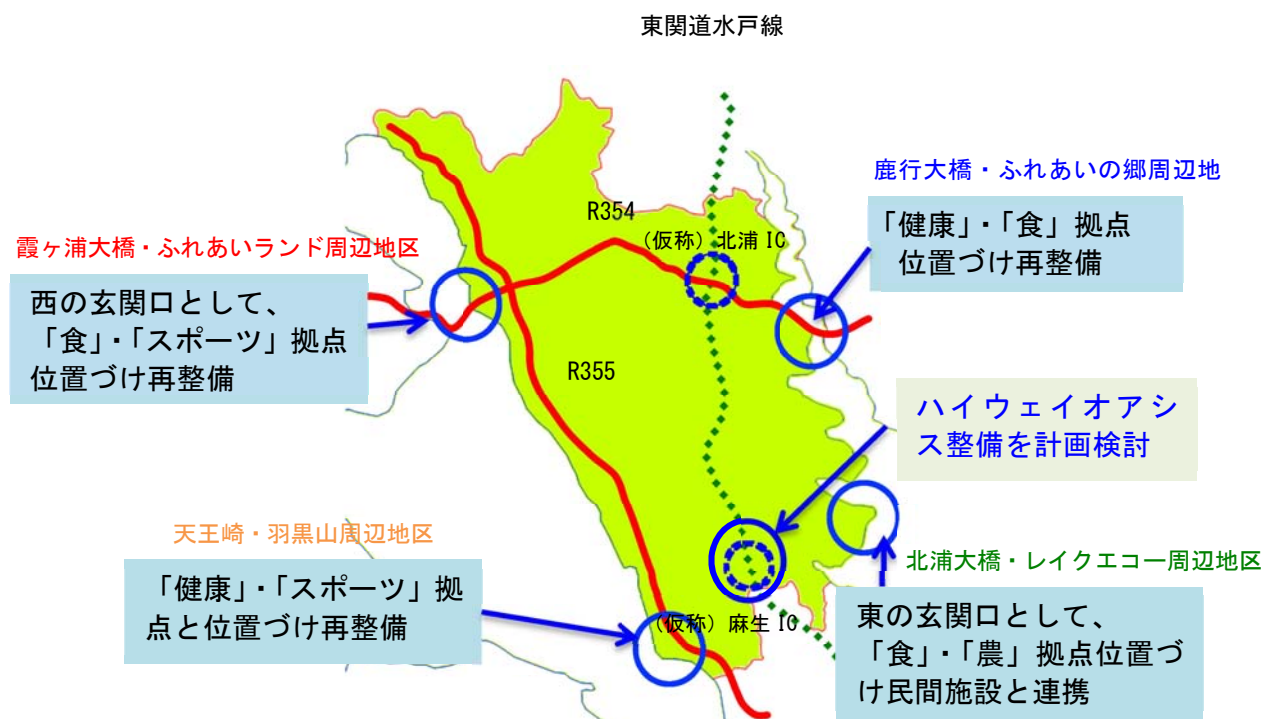 東関道水戸線
鹿行大橋・ふれあいの郷周辺地
「健康」・「食」拠点
位置づけ再整備
R354
(仮称) 北浦 IC
霞ヶ浦大橋・ふれあいランド周辺地区
西の玄関口として、
「食」・「スポーツ」拠点
位置づけ再整備
R355
ハイウェイオアシ
ス整備を計画検討
天王崎・羽黒山周辺地区
「健康」・「スポーツ」拠
点と位置づけ再整備
(仮称) 麻生 IC
北浦大橋・レイクエコー周辺地区
東の玄関口として、
「食」・「農」拠点位置づ
け民間施設と連携